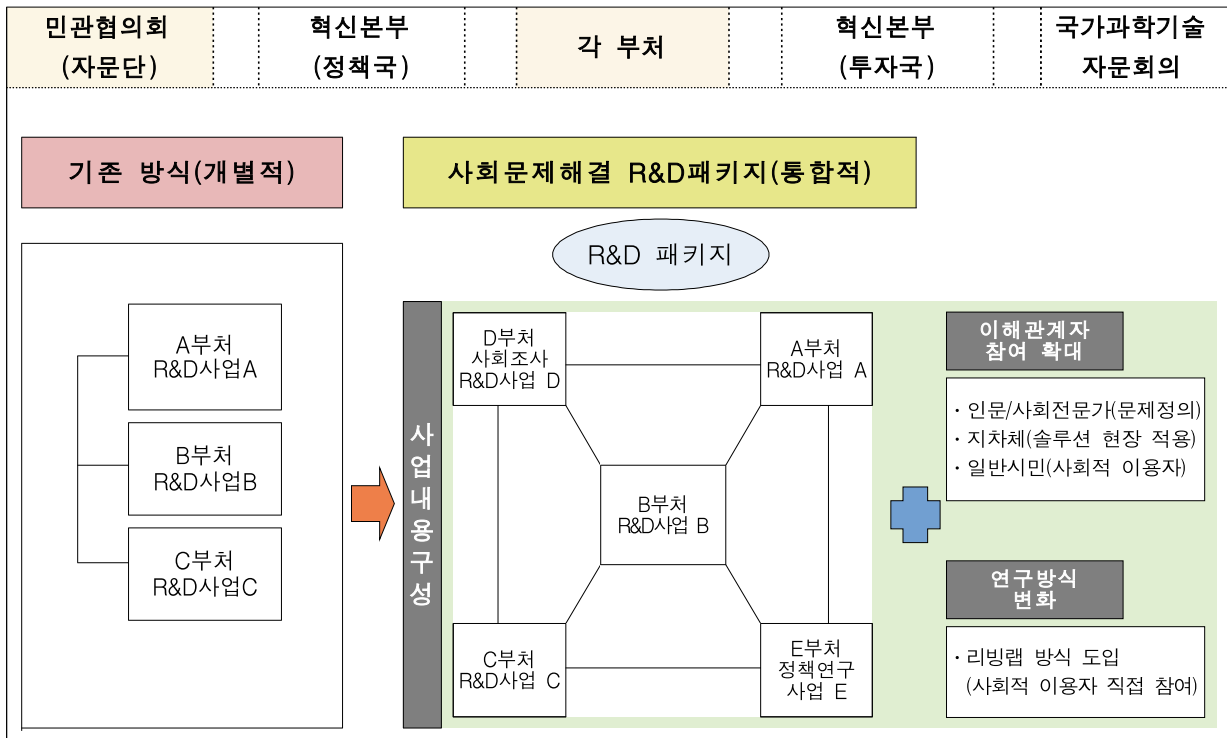 민관협의회
(자문단)
혁신본부
(정책국)
각 부처
혁신본부
(투자국)
국가과학기술
자문회의
기존 방식(개별적)
사회문제해결 R&D패키지(통합적)
R&D 패키지
A부처
R&D사업A
B부처
R&D사업B
C부처
R&D사업C
사업내용구성
D부처
사회조사
R&D사업 D
A부처
R&D사업 A
B부처
R&D사업 B
C부처
R&D사업 C
E부처
정책연구
사업 E
이해관계자
참여 확대
· 인문/사회전문가(문제정의)
· 지차체(솔루션 현장 적용)
· 일반시민(사회적 이용자)
연구방식
변화
· 리빙랩 방식 도입
(사회적 이용자 직접 참여)